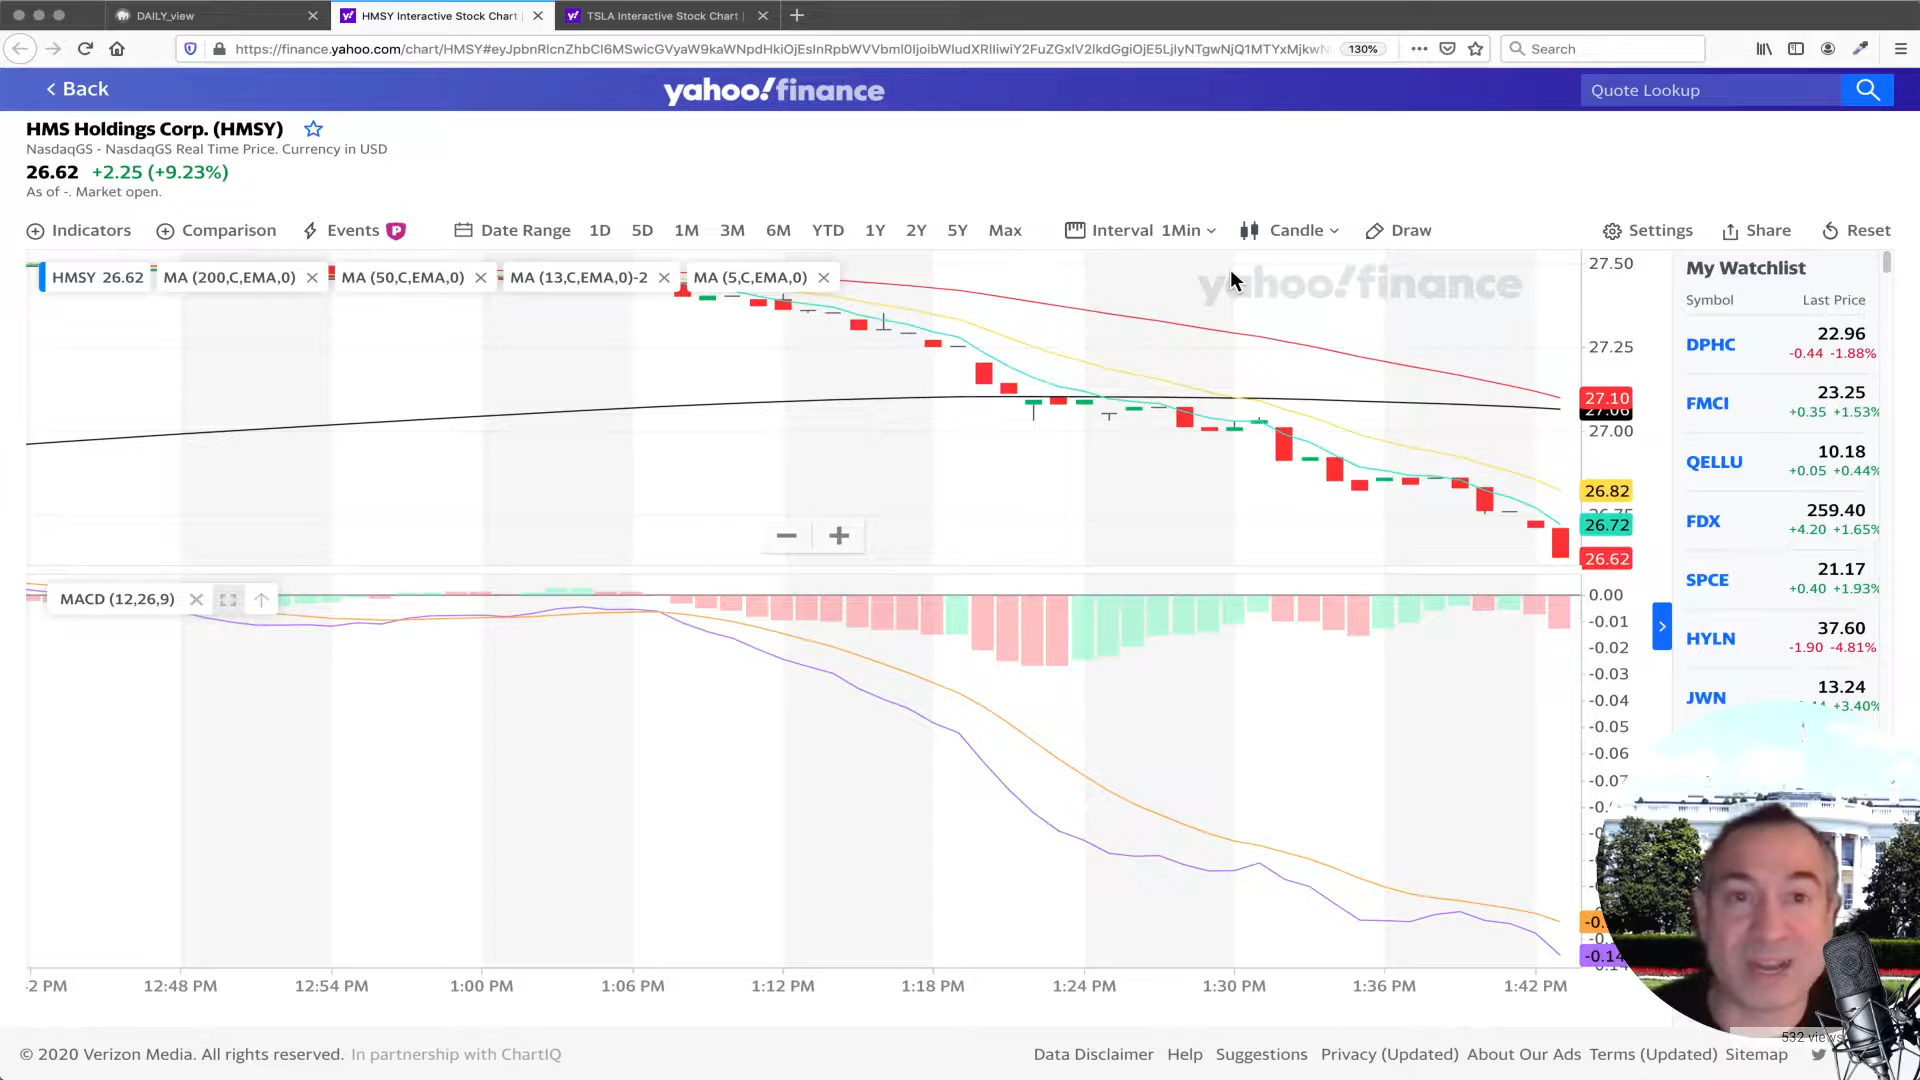 DAILY_view
HMSY Interactive Stock Chart
TSLA Interactive Stock Chart
130%
Search
< Back
yahoo!finance
Quote Lookup
HMS Holdings Corp. (HMSY)
NasdaqGS - NasdaqGS Real Time Price. Currency in USD
26.62 +2.25 (+9.23%)
As of -. Market open.
Indicators Comparison Events P Date Range 1D 5D 1M 3M 6M YTD 1Y 2Y 5Y Max Interval 1Min Candle Draw Settings Share Reset
HMSY 26.62 MA (200,C,EMA,0) MA (50,C,EMA,0) MA (13,C,EMA,0)-2 MA (5,C,EMA,0)
yahoo!finance
27.50
27.25
27.10
27.06
27.00
26.82
26.72
26.62
MACD (12,26,9)
0.00
-0.01
-0.02
-0.03
-0.04
-0.05
-0.06
-0.07
-0.14
12:48 PM 12:54 PM 1:00 PM 1:06 PM 1:12 PM 1:18 PM 1:24 PM 1:30 PM 1:36 PM 1:42 PM
My Watchlist
Symbol Last Price
DPHC 22.96
-0.44 -1.88%
FMCI 23.25
+0.35 +1.53%
QELLU 10.18
+0.05 +0.44%
FDX 259.40
+4.20 +1.65%
SPCE 21.17
+0.40 +1.93%
HYLN 37.60
-1.90 -4.81%
JWN 13.24
+3.40%
532 views
© 2020 Verizon Media. All rights reserved. In partnership with ChartIQ
Data Disclaimer Help Suggestions Privacy (Updated) About Our Ads Terms (Updated) Sitemap